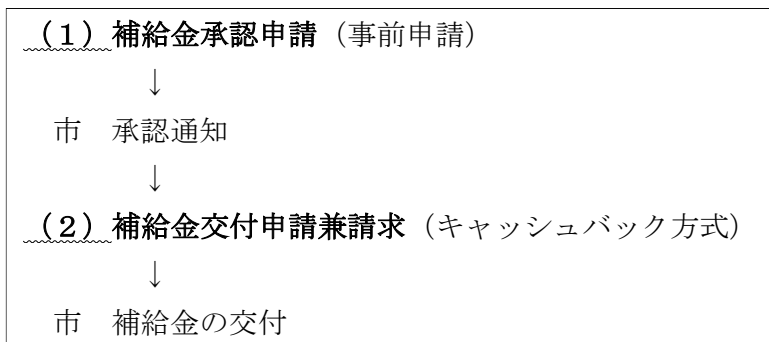 （１）補給金承認申請（事前申請）
↓
市　承認通知
↓
（２）補給金交付申請兼請求（キャッシュバック方式）
↓
市　補給金の交付